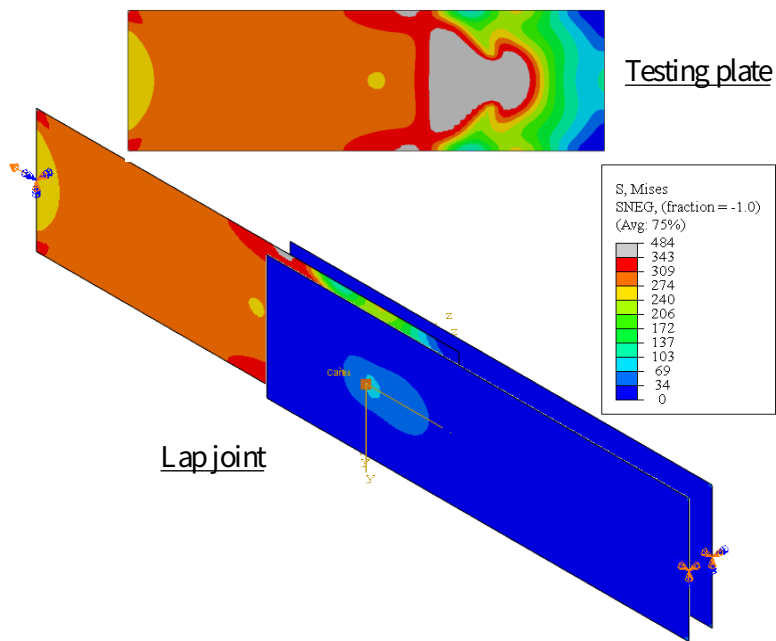 Testing plate
S, Mises
SNEG, (fraction = -1.0)
(Avg: 75%)
484
343
309
274
240
206
172
137
103
69
34
0
z
z
Y
Y
Lap joint